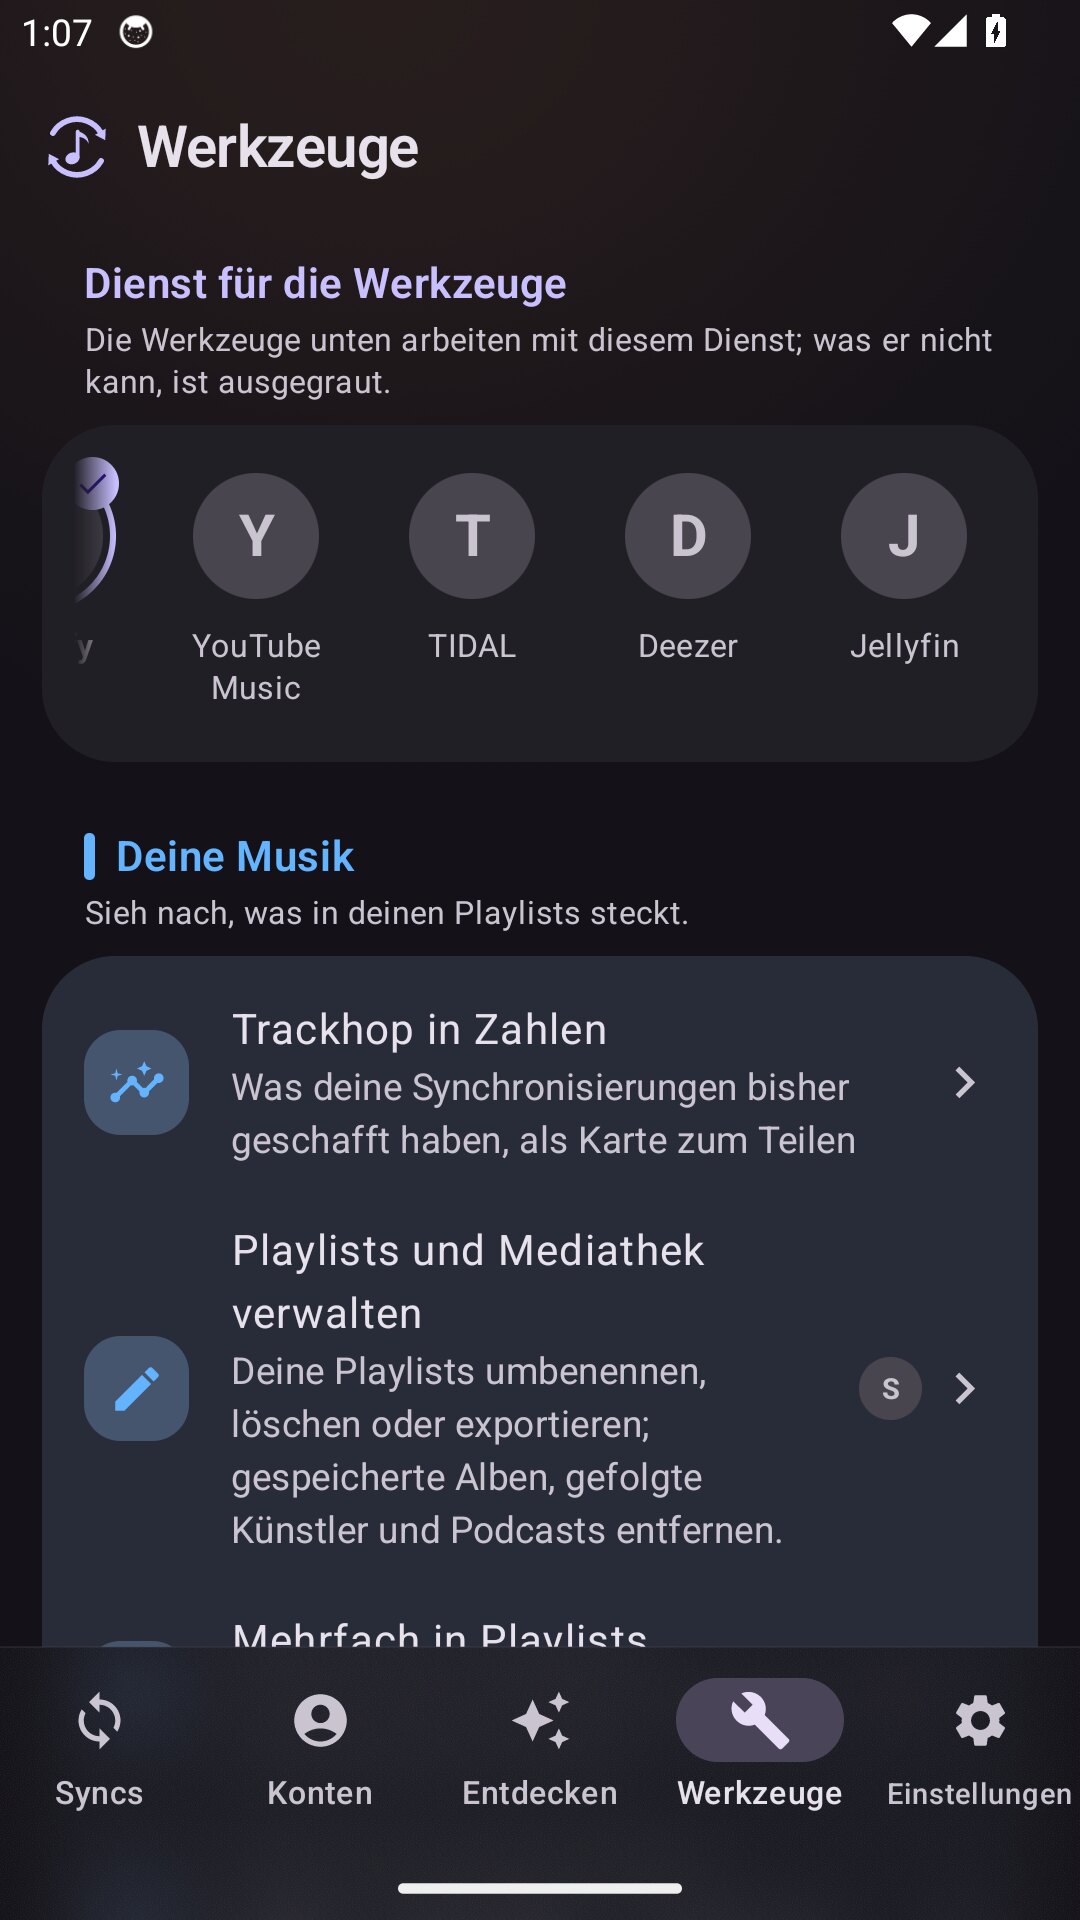 1:07
Werkzeuge
Dienst für die Werkzeuge
Die Werkzeuge unten arbeiten mit diesem Dienst; was er nicht
kann, ist ausgegraut.
Y
T
D
J
y
YouTube
Music
TIDAL
Deezer
Jellyfin
Deine Musik
Sieh nach, was in deinen Playlists steckt.
Trackhop in Zahlen
Was deine Synchronisierungen bisher
geschafft haben, als Karte zum Teilen
Playlists und Mediathek
verwalten
Deine Playlists umbenennen,
löschen oder exportieren;
gespeicherte Alben, gefolgte
Künstler und Podcasts entfernen.
S
Mehrfach in Playlists
Syncs
Konten
Entdecken
Werkzeuge
Einstellungen